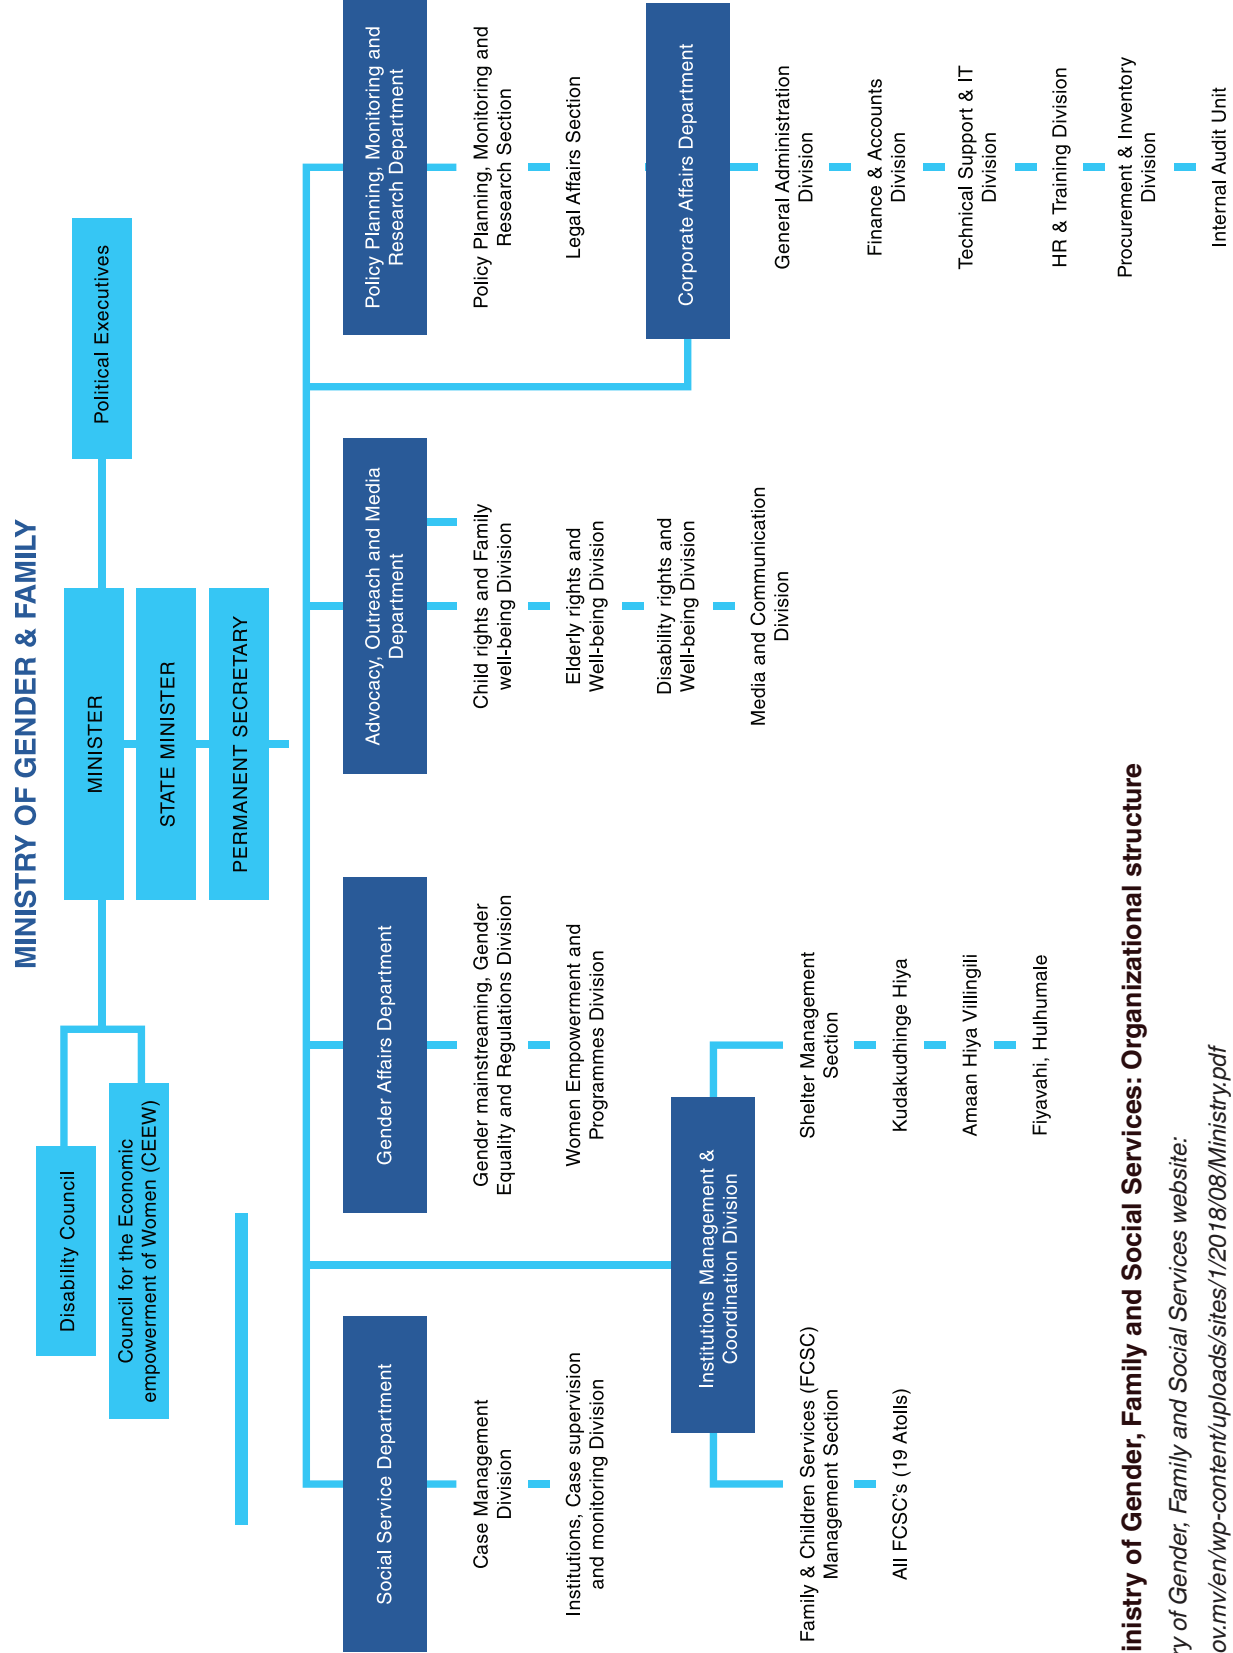 MINISTRY OF GENDER & FAMILY
Disability Council
Council for the Economic
empowerment of Women (CEEW)
MINISTER
Political Executives
STATE MINISTER
PERMANENT SECRETARY
Social Service Department
Case Management
Division
Institutions, Case supervision
and monitoring Division
Gender Affairs Department
Gender mainstreaming, Gender
Equality and Regulations Division
Women Empowerment and
Programmes Division
Advocacy, Outreach and Media
Department
Child rights and Family
well-being Division
Elderly rights and
Well-being Division
Disability rights and
Well-being Division
Media and Communication
Division
Policy Planning, Monitoring and
Research Department
Policy Planning, Monitoring and
Research Section
Legal Affairs Section
Institutions Management &
Coordination Division
Family & Children Services (FCSC)
Management Section
All FCSC's (19 Atolls)
Shelter Management
Section
Kudakudhinge Hiya
Amaan Hiya Villingili
Fiyavahi, Hulhumale
Corporate Affairs Department
General Administration
Division
Finance & Accounts
Division
Technical Support & IT
Division
HR & Training Division
Procurement & Inventory
Division
Internal Audit Unit
inistry of Gender, Family and Social Services: Organizational structure
ry of Gender, Family and Social Services website:
ov.mv/en/wp-content/uploads/sites/1/2018/08/Ministry.pdf